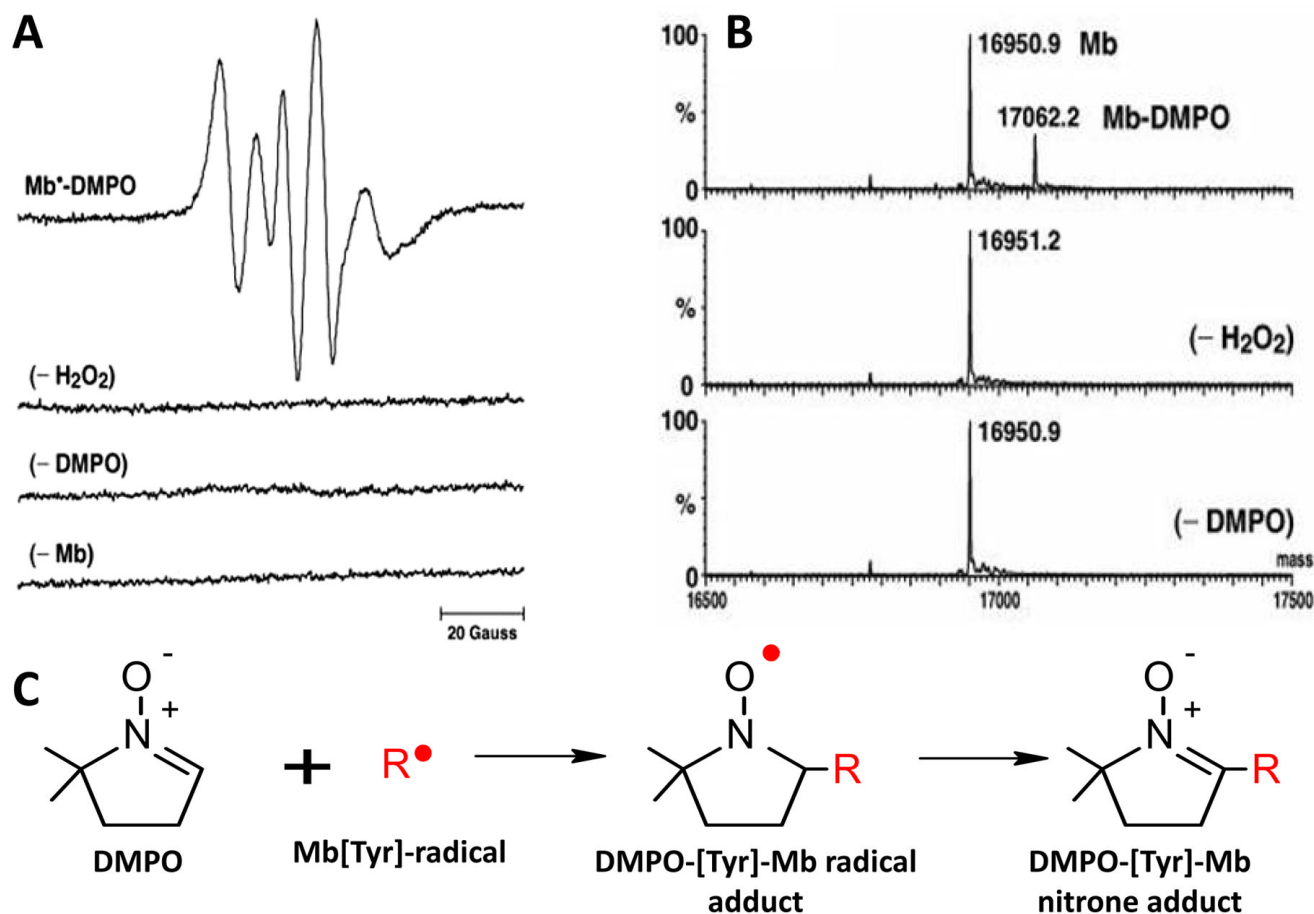 A
Mb•-DMPO
(– H₂O₂)
(– DMPO)
(– Mb)
20 Gauss
B
100
%
0
16950.9 Mb
17062.2 Mb-DMPO
100
%
0
16951.2
(– H₂O₂)
100
%
0
16950.9
(– DMPO)
mass
16500 17000 17500
C
O -
N +
DMPO
+
R•
Mb[Tyr]-radical
O•
N
R
DMPO-[Tyr]-Mb radical
adduct
O -
N +
R
DMPO-[Tyr]-Mb
nitrone adduct